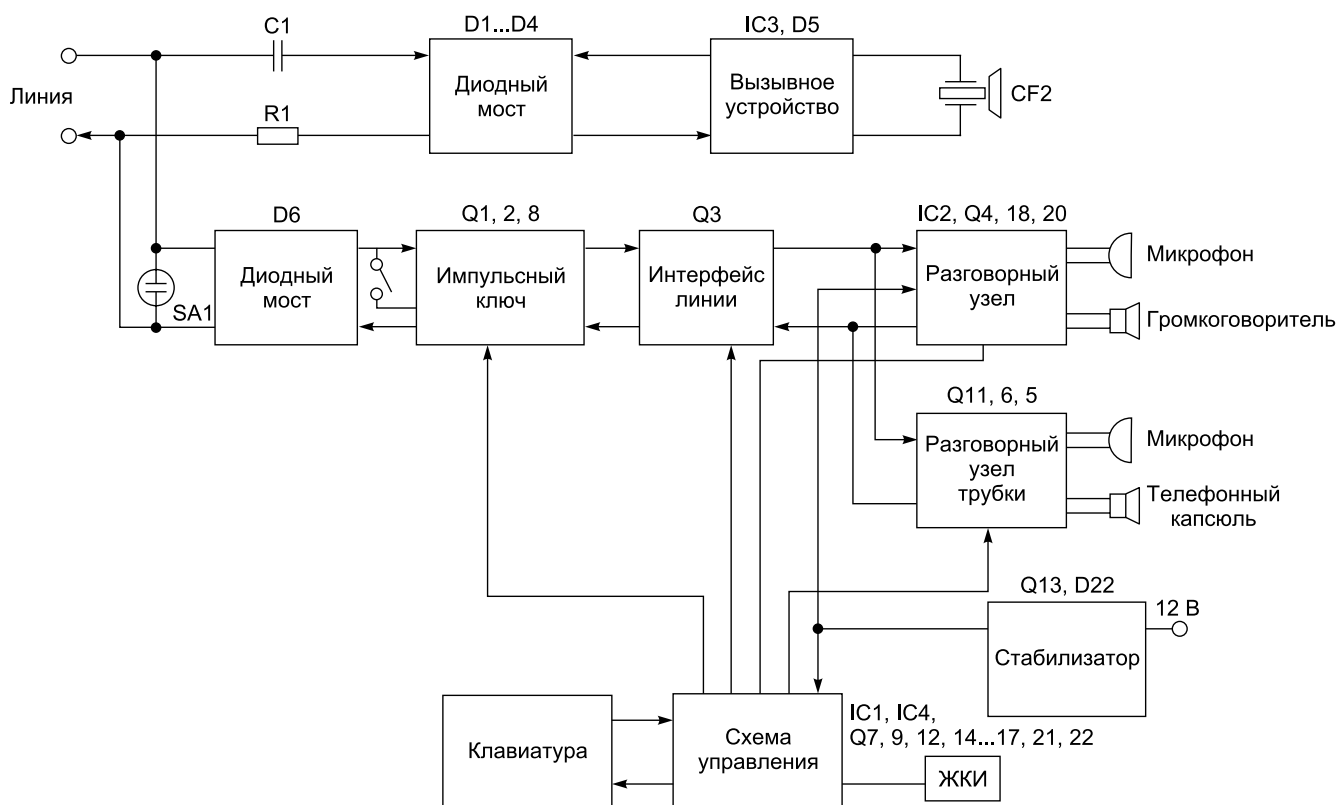 C1
D1...D4
IC3, D5
Линия
Диодный
мост
Вызывное
устройство
CF2
R1
D6
Q1, 2, 8
Q3
IC2, Q4, 18, 20
Диодный
мост
SA1
Импульсный
ключ
Интерфейс
линии
Разговорный
узел
Микрофон
Громкоговоритель
Q11, 6, 5
Разговорный
узел
трубки
Микрофон
Телефонный
капсюль
Q13, D22
12 В
Стабилизатор
Клавиатура
Схема
управления
IC1, IC4,
Q7, 9, 12, 14...17, 21, 22
ЖКИ